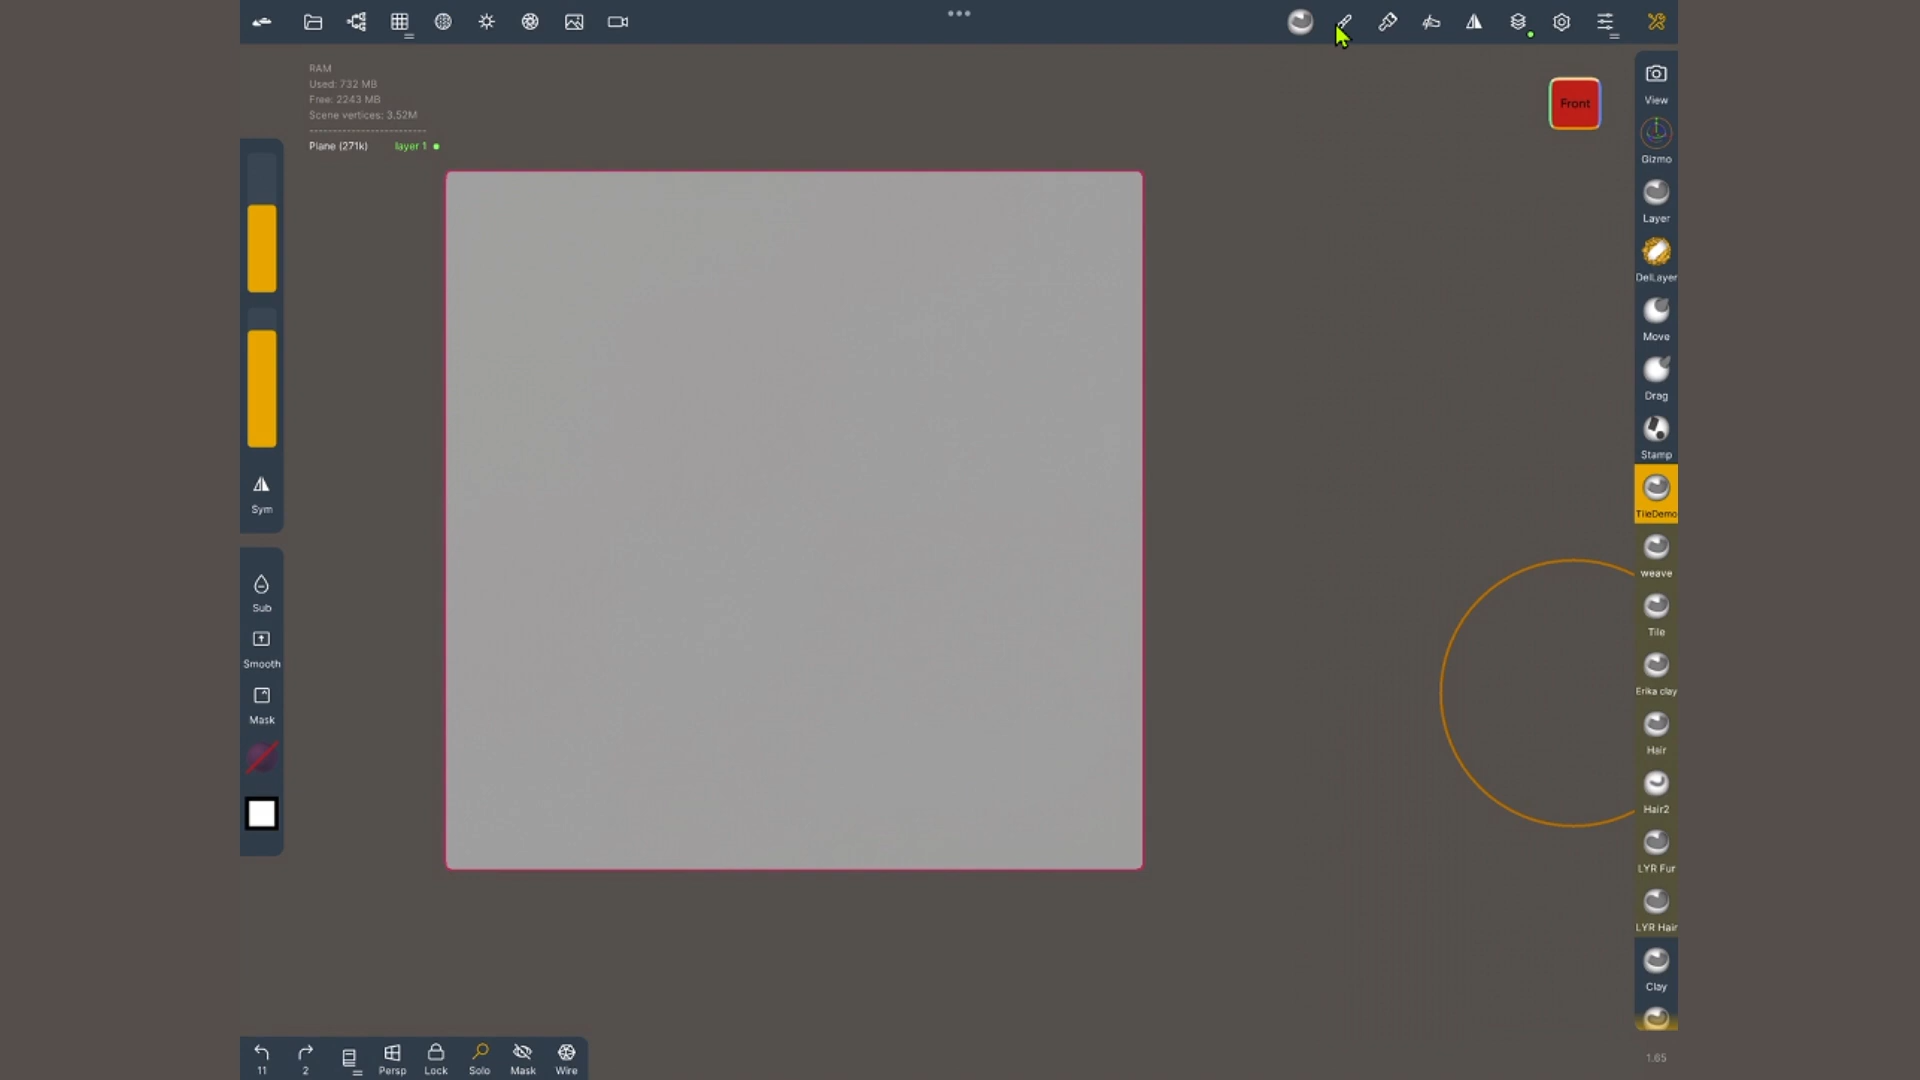 RAM
Used: 732 MB
Free: 2243 MB
Scene vertices: 3.52M
--------------------------
Plane (271k) layer 1
Front
View
Gizmo
Layer
DelLayer
Move
Drag
Stamp
TileDemo
weave
Tile
Erika clay
Hair
Hair2
LYR Fur
LYR Hair
Clay
Sym
Sub
Smooth
Mask
11
2
Persp
Lock
Solo
Mask
Wire
1.65